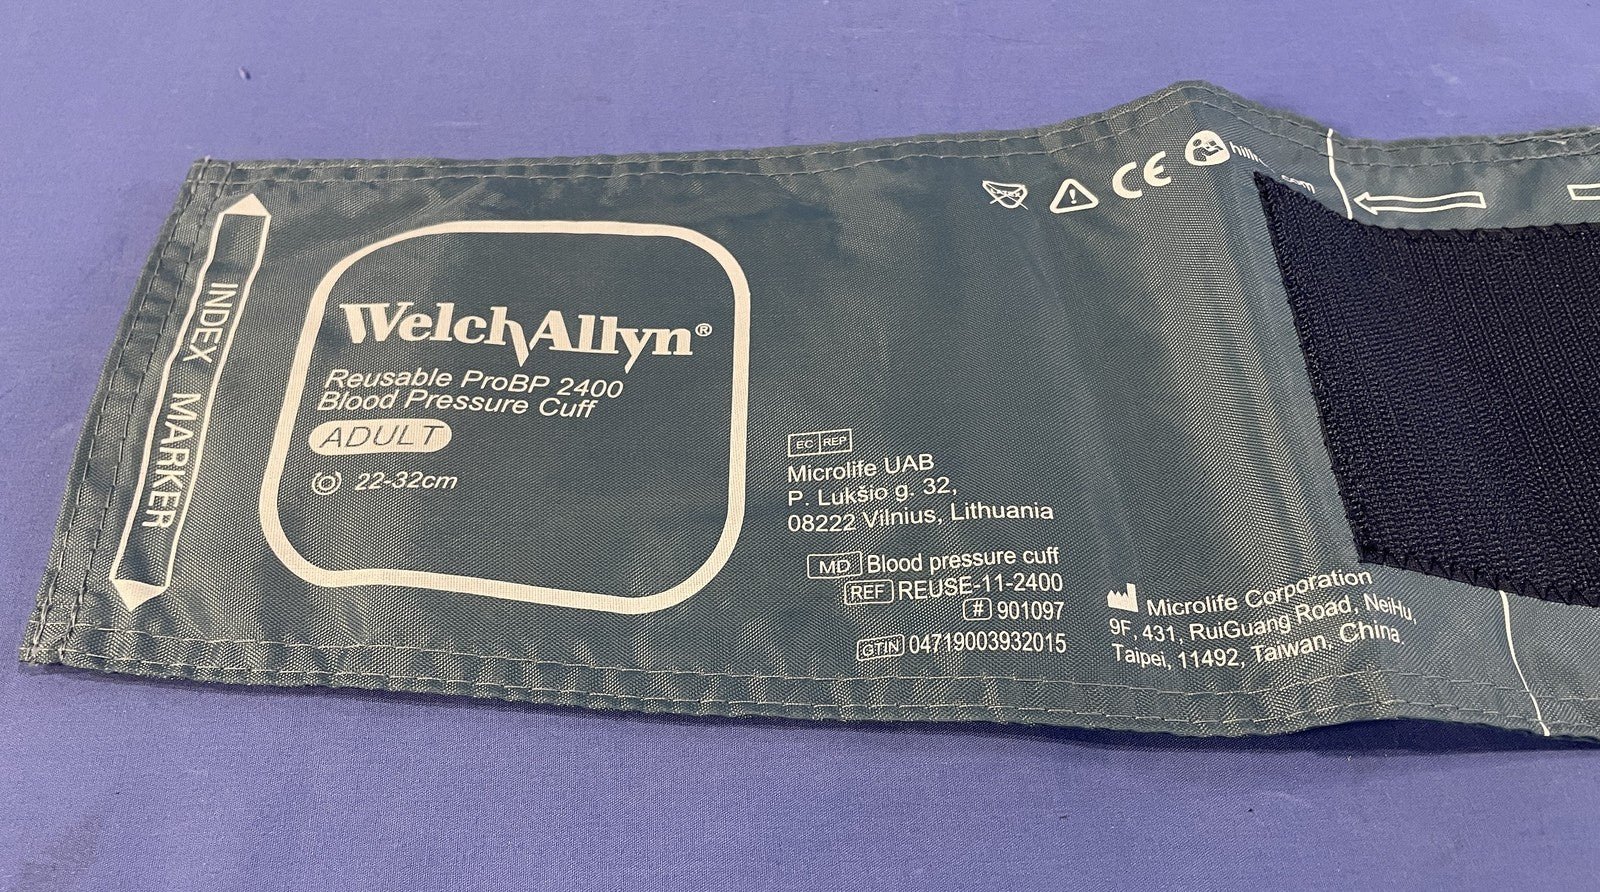 INDEX MARKER
WelchAllyn®
Reusable ProBP 2400
Blood Pressure Cuff
ADULT
22-32cm
LATEX
CE
EC REP
Microlife UAB
P. Lukšio g. 32,
08222 Vilnius, Lithuania
MD Blood pressure cuff
REF REUSE-11-2400
# 901097
GTIN 04719003932015
Microlife Corporation
9F, 431, RuiGuang Road, NeiHu,
Taipei, 11492, Taiwan, China.